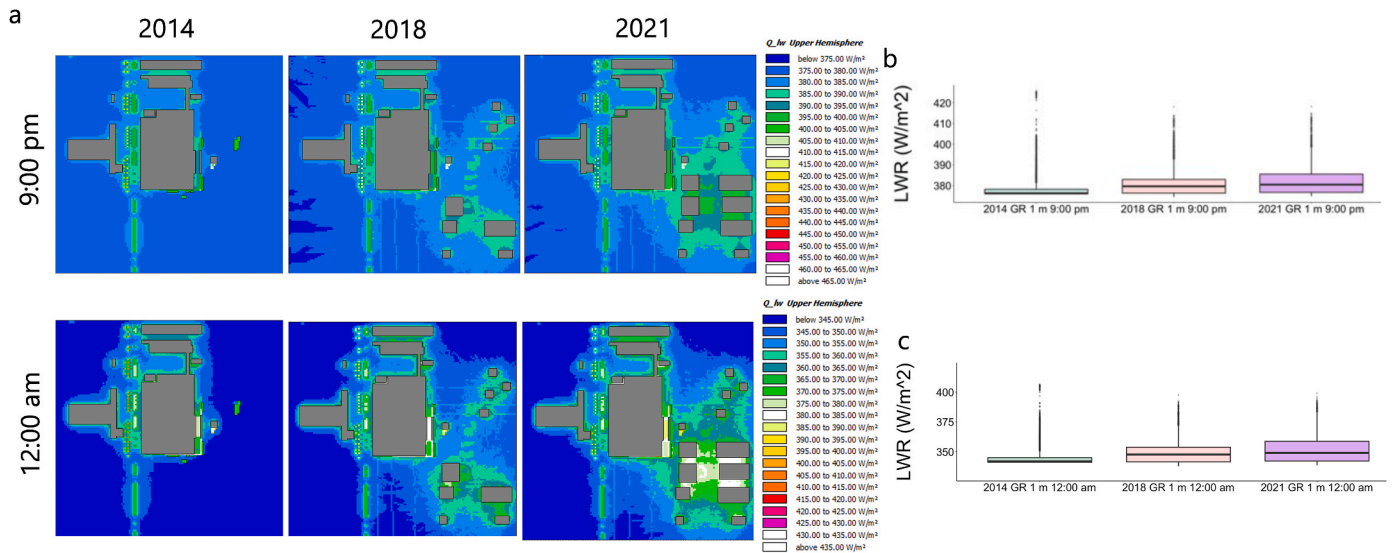 a
2014
2018
2021
9:00 pm
Q_lw Upper Hemisphere
below 375.00 W/m²
375.00 to 380.00 W/m²
380.00 to 385.00 W/m²
385.00 to 390.00 W/m²
390.00 to 395.00 W/m²
395.00 to 400.00 W/m²
400.00 to 405.00 W/m²
405.00 to 410.00 W/m²
410.00 to 415.00 W/m²
415.00 to 420.00 W/m²
420.00 to 425.00 W/m²
425.00 to 430.00 W/m²
430.00 to 435.00 W/m²
435.00 to 440.00 W/m²
440.00 to 445.00 W/m²
445.00 to 450.00 W/m²
450.00 to 455.00 W/m²
455.00 to 460.00 W/m²
460.00 to 465.00 W/m²
above 465.00 W/m²
b
LWR (W/m^2)
420
410
400
390
380
2014 GR 1 m 9:00 pm
2018 GR 1 m 9:00 pm
2021 GR 1 m 9:00 pm
12:00 am
Q_lw Upper Hemisphere
below 345.00 W/m²
345.00 to 350.00 W/m²
350.00 to 355.00 W/m²
355.00 to 360.00 W/m²
360.00 to 365.00 W/m²
365.00 to 370.00 W/m²
370.00 to 375.00 W/m²
375.00 to 380.00 W/m²
380.00 to 385.00 W/m²
385.00 to 390.00 W/m²
390.00 to 395.00 W/m²
395.00 to 400.00 W/m²
400.00 to 405.00 W/m²
405.00 to 410.00 W/m²
410.00 to 415.00 W/m²
415.00 to 420.00 W/m²
420.00 to 425.00 W/m²
425.00 to 430.00 W/m²
430.00 to 435.00 W/m²
above 435.00 W/m²
c
LWR (W/m^2)
400
375
350
2014 GR 1 m 12:00 am
2018 GR 1 m 12:00 am
2021 GR 1 m 12:00 am